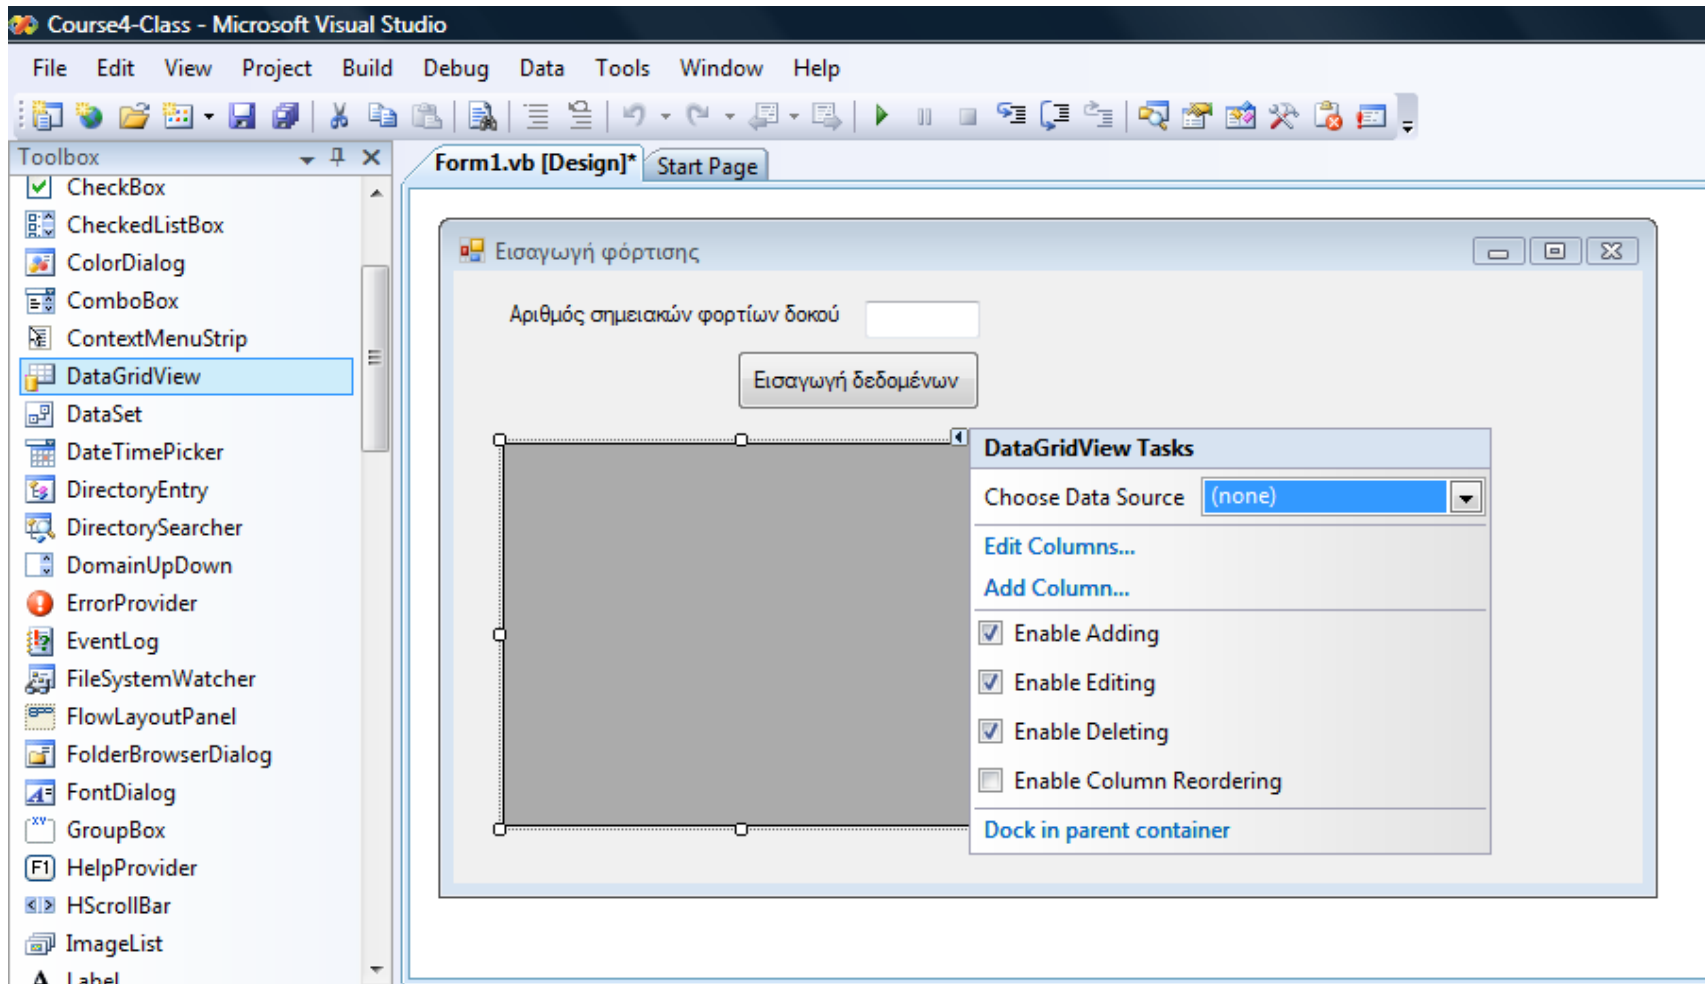 Course4-Class - Microsoft Visual Studio
File Edit View Project Build Debug Data Tools Window Help
Toolbox
CheckBox
CheckedListBox
ColorDialog
ComboBox
ContextMenuStrip
DataGridView
DataSet
DateTimePicker
DirectoryEntry
DirectorySearcher
DomainUpDown
ErrorProvider
EventLog
FileSystemWatcher
FlowLayoutPanel
FolderBrowserDialog
FontDialog
GroupBox
HelpProvider
HScrollBar
ImageList
Label
Form1.vb [Design]* Start Page
Εισαγωγή φόρτισης
Αριθμός σημειακών φορτίων δοκού
Εισαγωγή δεδομένων
DataGridView Tasks
Choose Data Source (none)
Edit Columns...
Add Column...
Enable Adding
Enable Editing
Enable Deleting
Enable Column Reordering
Dock in parent container